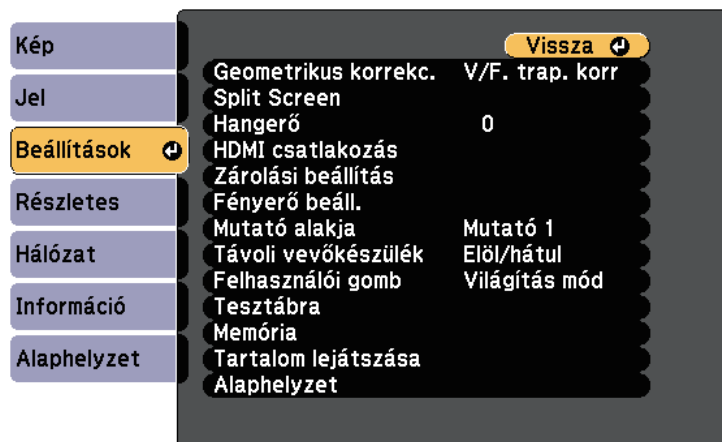 Kép
Jel
Beállítások
Részletes
Hálózat
Információ
Alaphelyzet
Vissza
Geometrikus korrekc. V/F. trap. korr
Split Screen
Hangerő 0
HDMI csatlakozás
Zárolási beállítás
Fényerő beáll.
Mutató alakja Mutató 1
Távoli vevőkészülék Elöl/hátul
Felhasználói gomb Világítás mód
Tesztábra
Memória
Tartalom lejátszása
Alaphelyzet